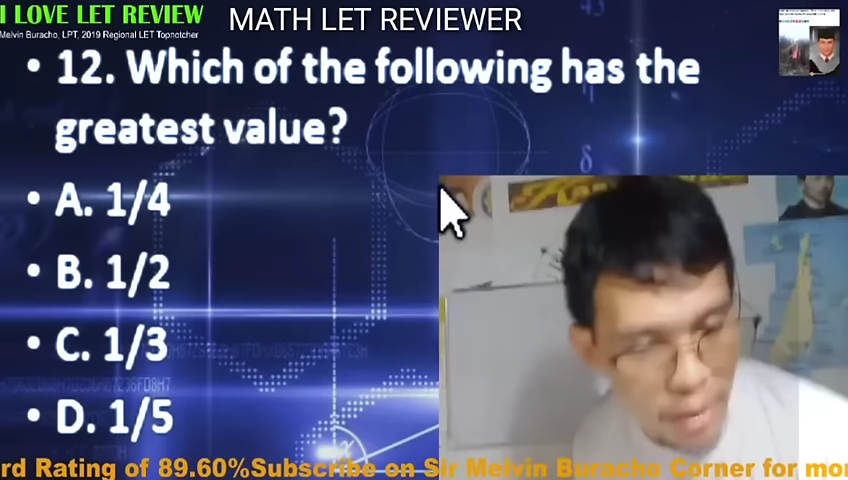 I LOVE LET REVIEW
Melvin Buracho, LPT, 2019 Regional LET Topnotcher
MATH LET REVIEWER
• 12. Which of the following has the
greatest value?
• A. 1/4
• B. 1/2
• C. 1/3
• D. 1/5
rd Rating of 89.60%Subscribe on Sir Melvin Buracho Corner for mo